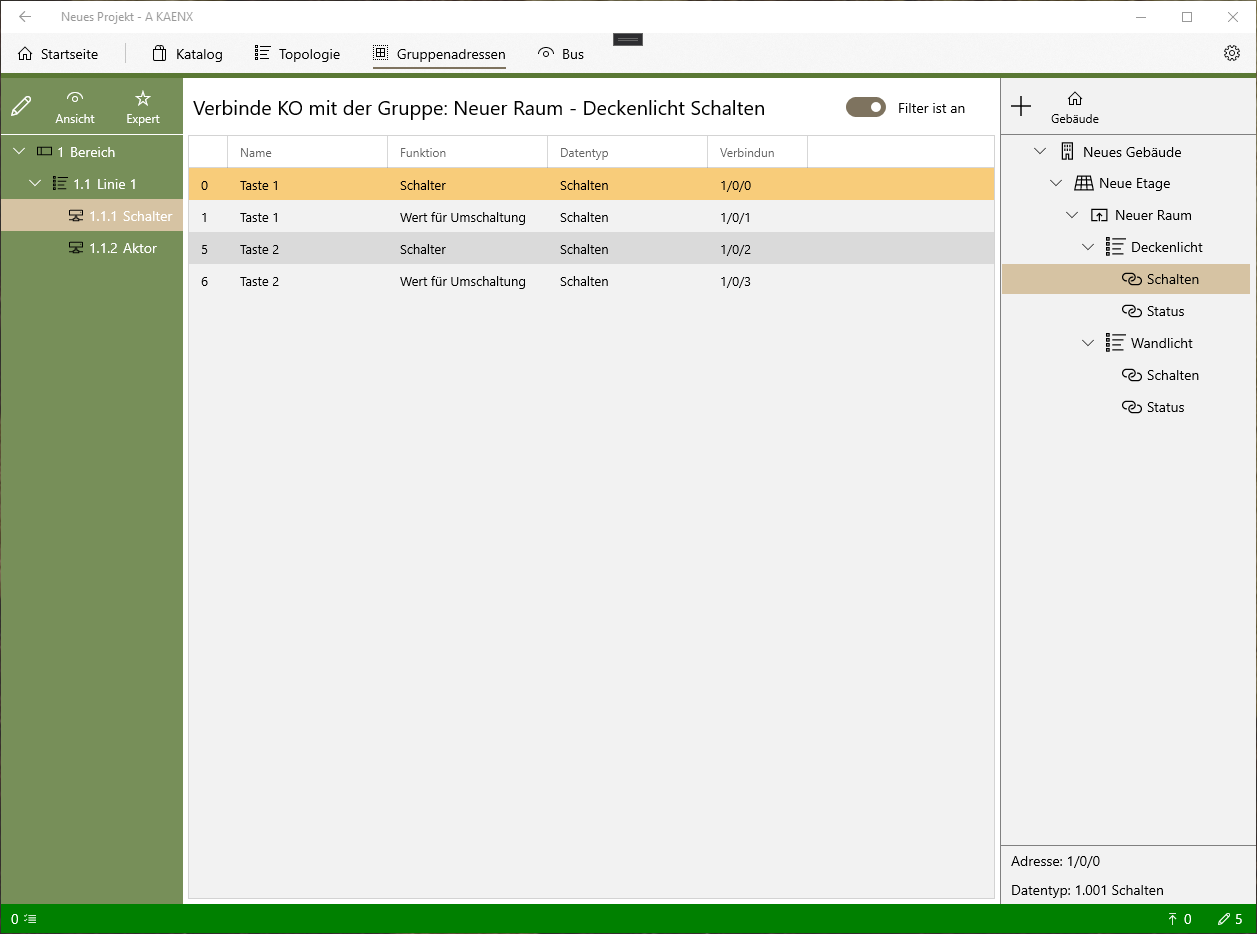 Neues Projekt - A KAENX
Startseite Katalog Topologie Gruppenadressen Bus
Ansicht Expert
1 Bereich
1.1 Linie 1
1.1.1 Schalter
1.1.2 Aktor
Verbinde KO mit der Gruppe: Neuer Raum - Deckenlicht Schalten Filter ist an
Name Funktion Datentyp Verbindun
0 Taste 1 Schalter Schalten 1/0/0
1 Taste 1 Wert für Umschaltung Schalten 1/0/1
5 Taste 2 Schalter Schalten 1/0/2
6 Taste 2 Wert für Umschaltung Schalten 1/0/3
Gebäude
Neues Gebäude
Neue Etage
Neuer Raum
Deckenlicht
Schalten
Status
Wandlicht
Schalten
Status
Adresse: 1/0/0
Datentyp: 1.001 Schalten
0 0 5